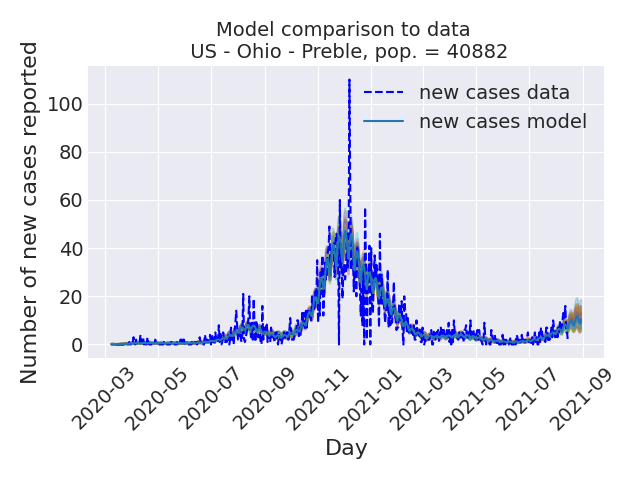 Model comparison to data
US - Ohio - Preble, pop. = 40882
Number of new cases reported
100
80
60
40
20
0
new cases data
new cases model
2020-03
2020-05
2020-07
2020-09
2020-11
2021-01
2021-03
2021-05
2021-07
2021-09
Day